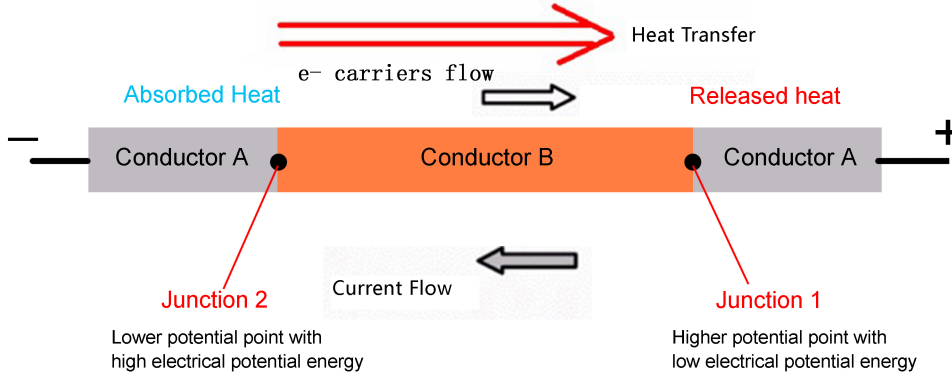 Heat Transfer
e- carriers flow
Absorbed Heat
Released heat
—
+
Conductor A
Conductor B
Conductor A
Current Flow
Junction 2
Junction 1
Lower potential point with
high electrical potential energy
Higher potential point with
low electrical potential energy